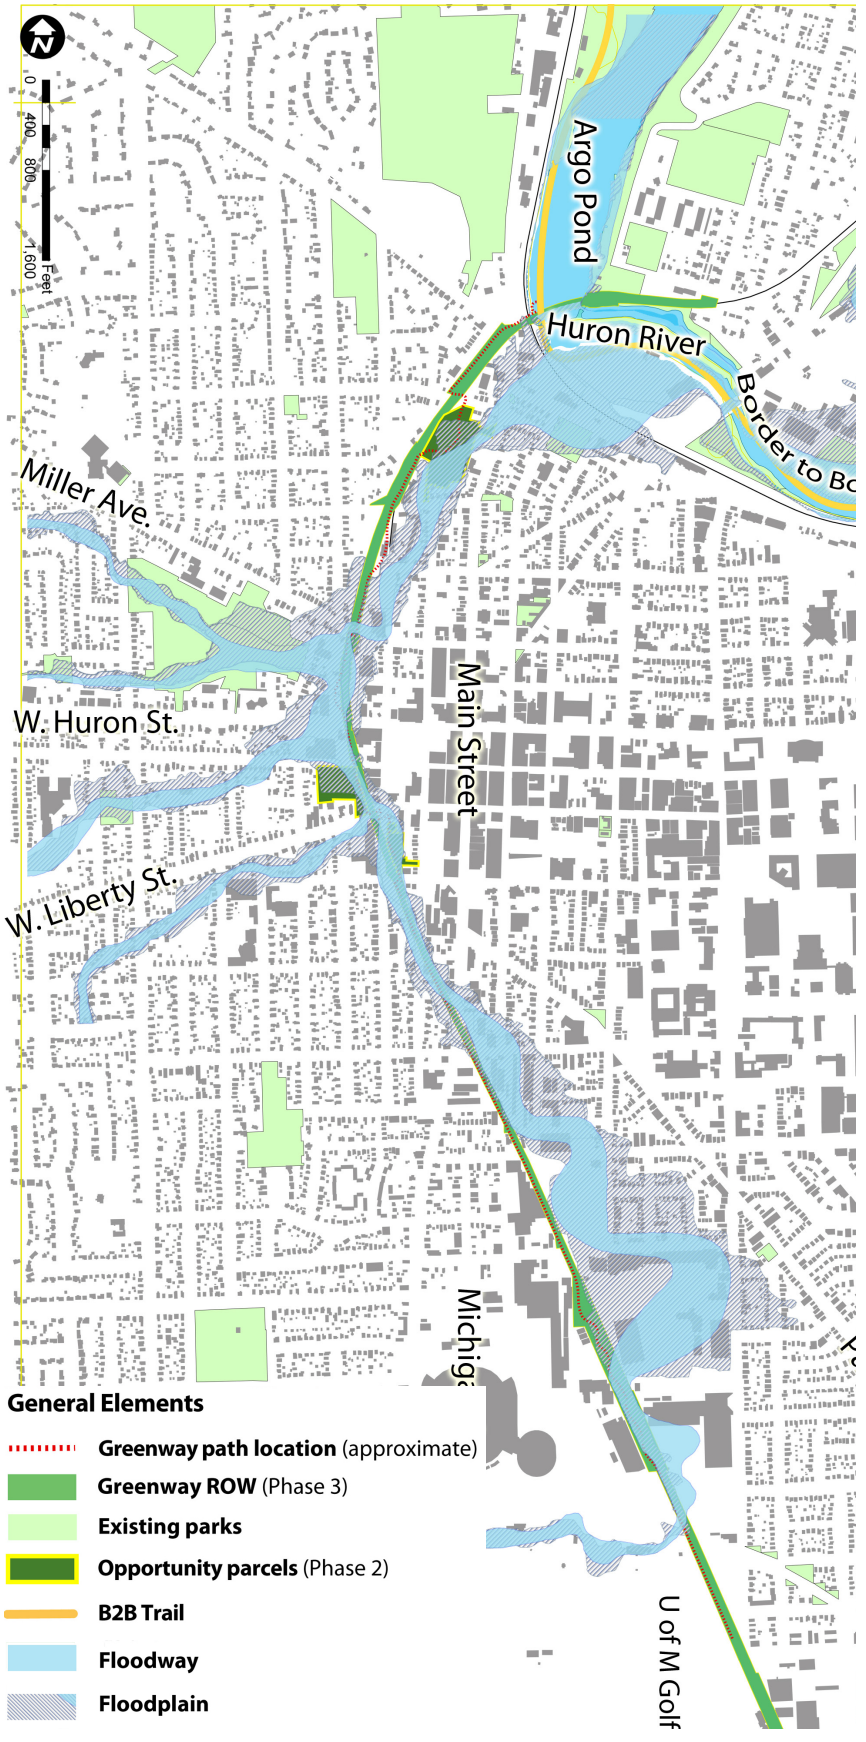 N
0
400
800
1,600
Feet
Argo Pond
Huron River
Border to Bo
Miller Ave.
Main Street
W. Huron St.
W. Liberty St.
Michiga
General Elements
Greenway path location (approximate)
Greenway ROW (Phase 3)
Existing parks
Opportunity parcels (Phase 2)
B2B Trail
Floodway
Floodplain
U of M Golf